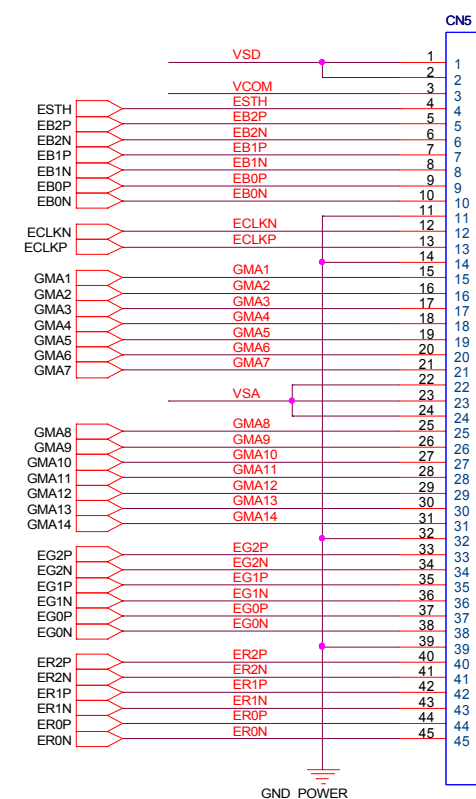 CN5
VSD 1 1
2 2
VCOM 3 3
ESTH ESTH 4 4
EB2P EB2P 5 5
EB2N EB2N 6 6
EB1P EB1P 7 7
EB1N EB1N 8 8
EB0P EB0P 9 9
EB0N EB0N 10 10
11 11
ECLKN ECLKN 12 12
ECLKP ECLKP 13 13
14 14
GMA1 GMA1 15 15
GMA2 GMA2 16 16
GMA3 GMA3 17 17
GMA4 GMA4 18 18
GMA5 GMA5 19 19
GMA6 GMA6 20 20
GMA7 GMA7 21 21
22 22
VSA 23 23
24 24
GMA8 GMA8 25 25
GMA9 GMA9 26 26
GMA10 GMA10 27 27
GMA11 GMA11 28 28
GMA12 GMA12 29 29
GMA13 GMA13 30 30
GMA14 GMA14 31 31
32 32
EG2P EG2P 33 33
EG2N EG2N 34 34
EG1P EG1P 35 35
EG1N EG1N 36 36
EG0P EG0P 37 37
EG0N EG0N 38 38
39 39
ER2P ER2P 40 40
ER2N ER2N 41 41
ER1P ER1P 42 42
ER1N ER1N 43 43
ER0P ER0P 44 44
ER0N ER0N 45 45
GND_POWER